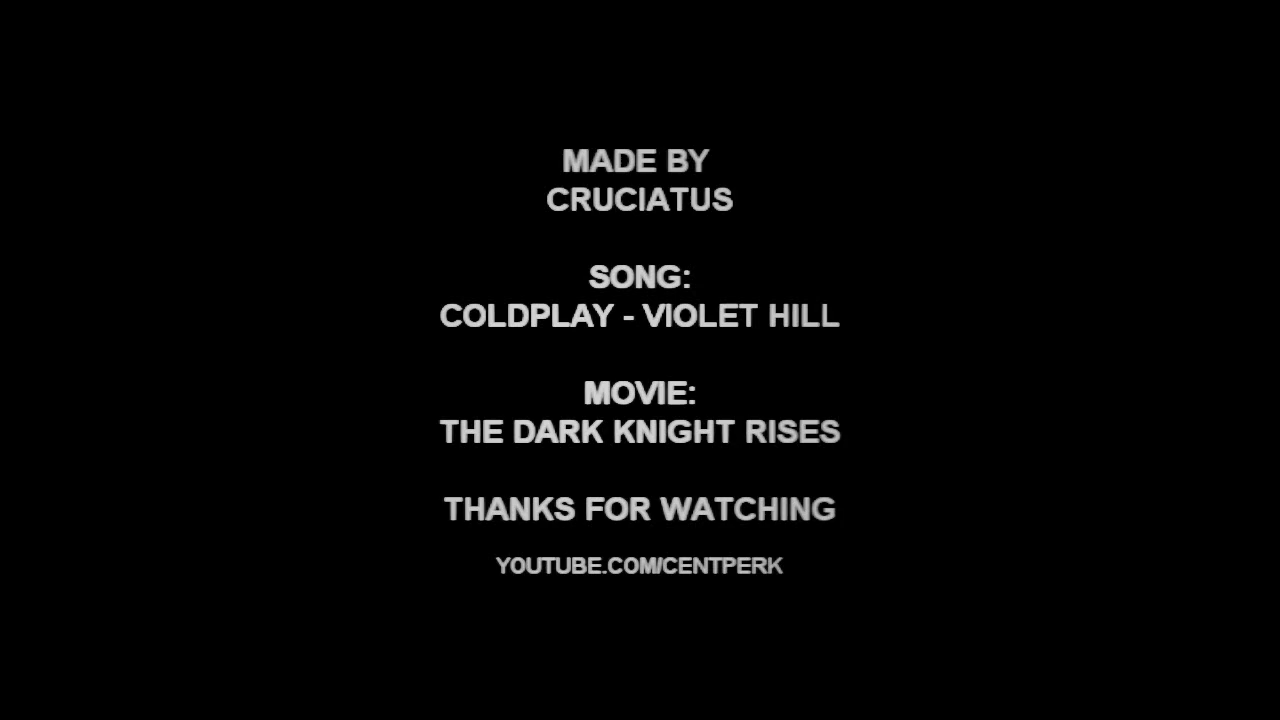 MADE BY
CRUCIATUS
SONG:
COLDPLAY - VIOLET HILL
MOVIE:
THE DARK KNIGHT RISES
THANKS FOR WATCHING
YOUTUBE.COM/CENTPERK